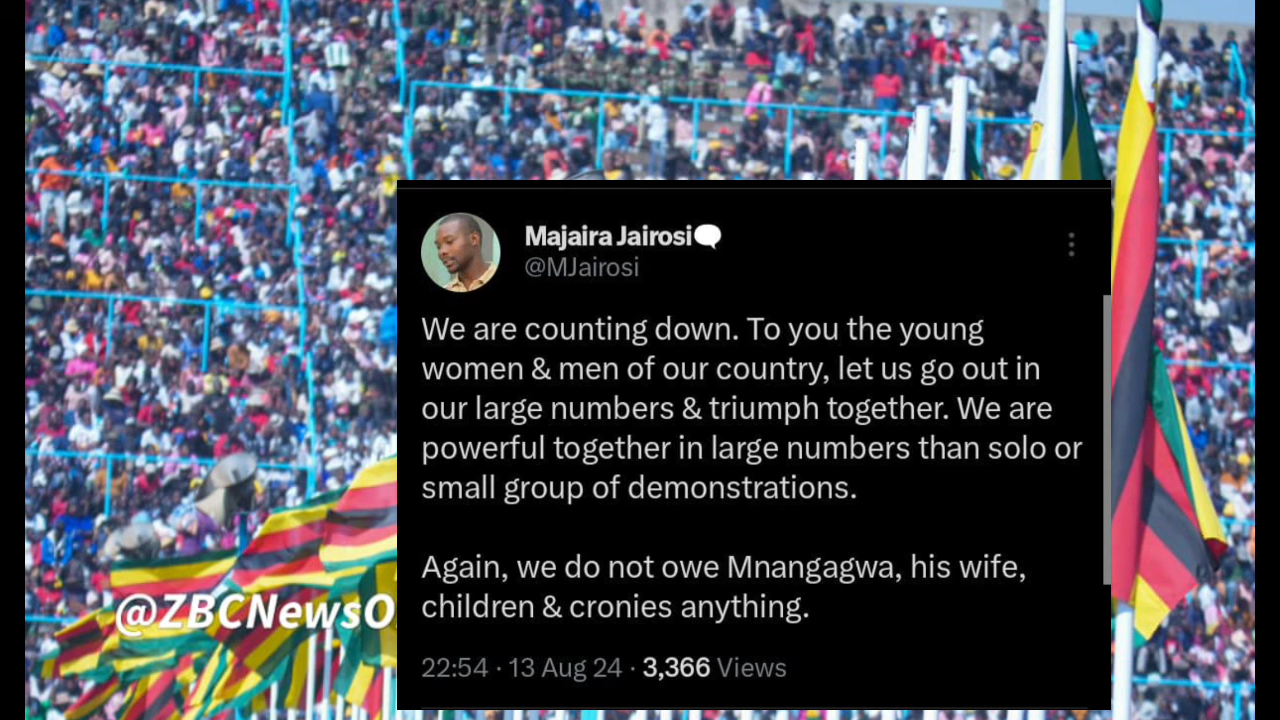 Majaira Jairosi
@MJairosi
We are counting down. To you the young
women & men of our country, let us go out in
our large numbers & triumph together. We are
powerful together in large numbers than solo or
small group of demonstrations.
Again, we do not owe Mnangagwa, his wife,
children & cronies anything.
22:54 · 13 Aug 24 · 3,366 Views
@ZBCNewsO